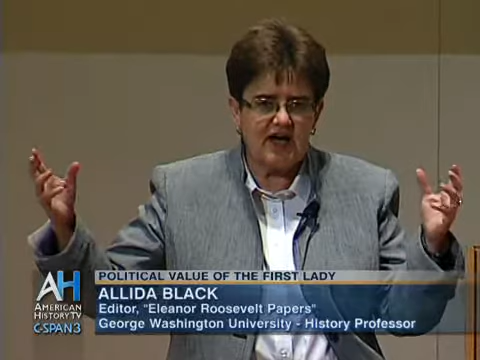 POLITICAL VALUE OF THE FIRST LADY
ALLIDA BLACK
Editor, "Eleanor Roosevelt Papers"
George Washington University - History Professor
AH
AMERICAN
HISTORY TV
C-SPAN3